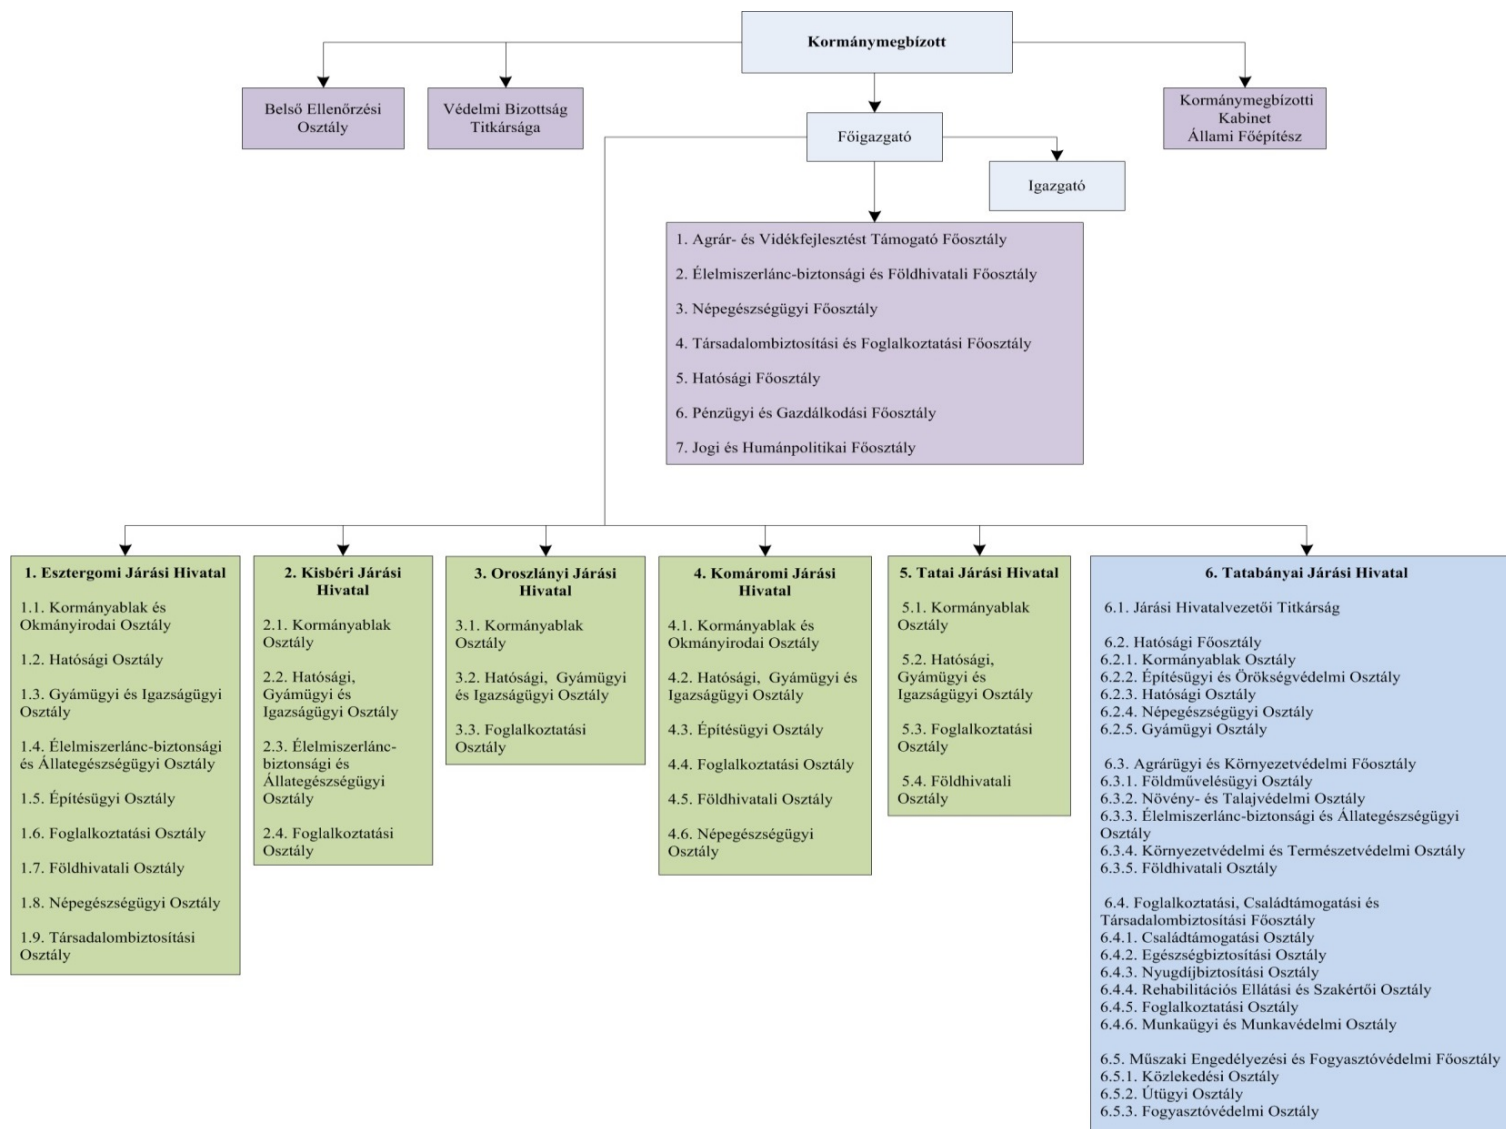 Kormánymegbízott
Belső Ellenőrzési
Osztály
Védelmi Bizottság
Titkársága
Kormánymegbízotti
Kabinet
Állami Főépítész
Főigazgató
Igazgató
1. Agrár- és Vidékfejlesztést Támogató Főosztály
2. Élelmiszerlánc-biztonsági és Földhivatali Főosztály
3. Népegészségügyi Főosztály
4. Társadalombiztosítási és Foglalkoztatási Főosztály
5. Hatósági Főosztály
6. Pénzügyi és Gazdálkodási Főosztály
7. Jogi és Humánpolitikai Főosztály
1. Esztergomi Járási Hivatal
1.1. Kormányablak és
Okmányirodai Osztály
1.2. Hatósági Osztály
1.3. Gyámügyi és Igazságügyi
Osztály
1.4. Élelmiszerlánc-biztonsági
és Állategészségügyi Osztály
1.5. Építésügyi Osztály
1.6. Foglalkoztatási Osztály
1.7. Földhivatali Osztály
1.8. Népegészségügyi Osztály
1.9. Társadalombiztosítási
Osztály
2. Kisbéri Járási
Hivatal
2.1. Kormányablak
Osztály
2.2. Hatósági,
Gyámügyi és
Igazságügyi Osztály
2.3. Élelmiszerlánc-
biztonsági és
Állategészségügyi
Osztály
2.4. Foglalkoztatási
Osztály
3. Oroszlányi Járási
Hivatal
3.1. Kormányablak
Osztály
3.2. Hatósági, Gyámügyi
és Igazságügyi Osztály
3.3. Foglalkoztatási
Osztály
4. Komáromi Járási
Hivatal
4.1. Kormányablak és
Okmányirodai Osztály
4.2. Hatósági, Gyámügyi és
Igazságügyi Osztály
4.3. Építésügyi Osztály
4.4. Foglalkoztatási Osztály
4.5. Földhivatali Osztály
4.6. Népegészségügyi
Osztály
5. Tatai Járási Hivatal
5.1. Kormányablak
Osztály
5.2. Hatósági,
Gyámügyi és
Igazságügyi Osztály
5.3. Foglalkoztatási
Osztály
5.4. Földhivatali
Osztály
6. Tatabányai Járási Hivatal
6.1. Járási Hivatalvezetői Titkárság
6.2. Hatósági Főosztály
6.2.1. Kormányablak Osztály
6.2.2. Építésügyi és Örökségvédelmi Osztály
6.2.3. Hatósági Osztály
6.2.4. Népegészségügyi Osztály
6.2.5. Gyámügyi Osztály
6.3. Agrárügyi és Környezetvédelmi Főosztály
6.3.1. Földművelésügyi Osztály
6.3.2. Növény- és Talajvédelmi Osztály
6.3.3. Élelmiszerlánc-biztonsági és Állategészségügyi
Osztály
6.3.4. Környezetvédelmi és Természetvédelmi Osztály
6.3.5. Földhivatali Osztály
6.4. Foglalkoztatási, Családtámogatási és
Társadalombiztosítási Főosztály
6.4.1. Családtámogatási Osztály
6.4.2. Egészségbiztosítási Osztály
6.4.3. Nyugdíjbiztosítási Osztály
6.4.4. Rehabilitációs Ellátási és Szakértői Osztály
6.4.5. Foglalkoztatási Osztály
6.4.6. Munkaügyi és Munkavédelmi Osztály
6.5. Műszaki Engedélyezési és Fogyasztóvédelmi Főosztály
6.5.1. Közlekedési Osztály
6.5.2. Útügyi Osztály
6.5.3. Fogyasztóvédelmi Osztály